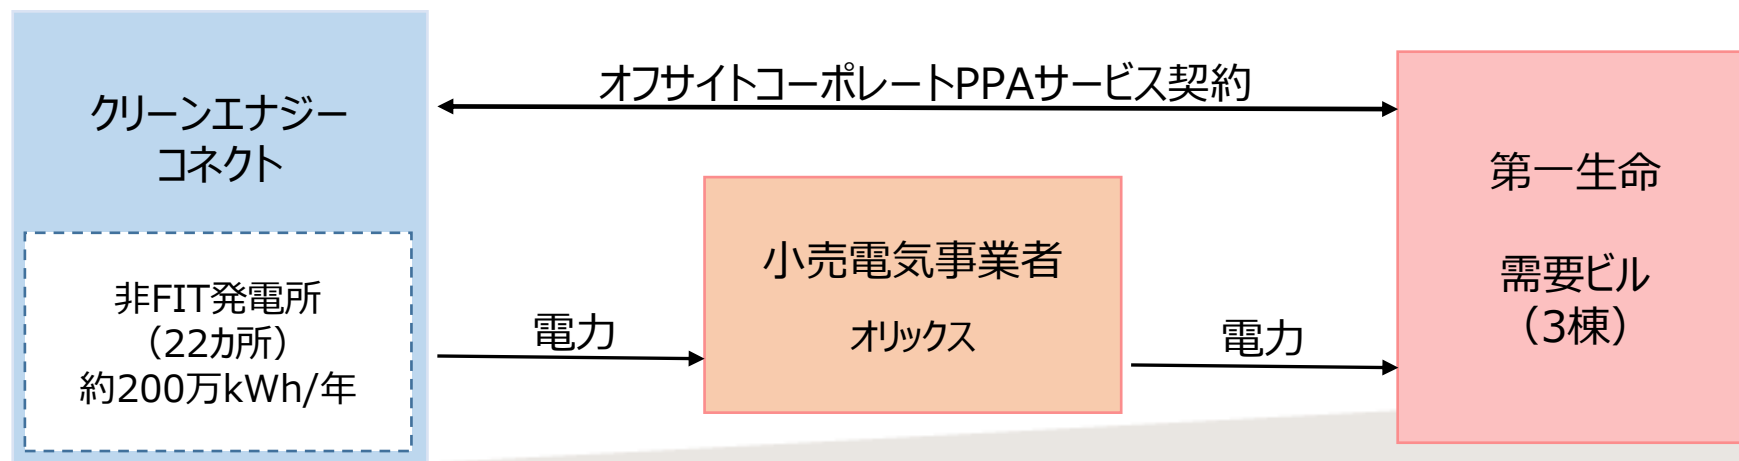 オフサイトコーポレートPPAサービス契約
クリーンエナジー
コネクト
非FIT発電所
（22カ所）
約200万kWh/年
電力
小売電気事業者
オリックス
電力
第一生命
需要ビル
（3棟）